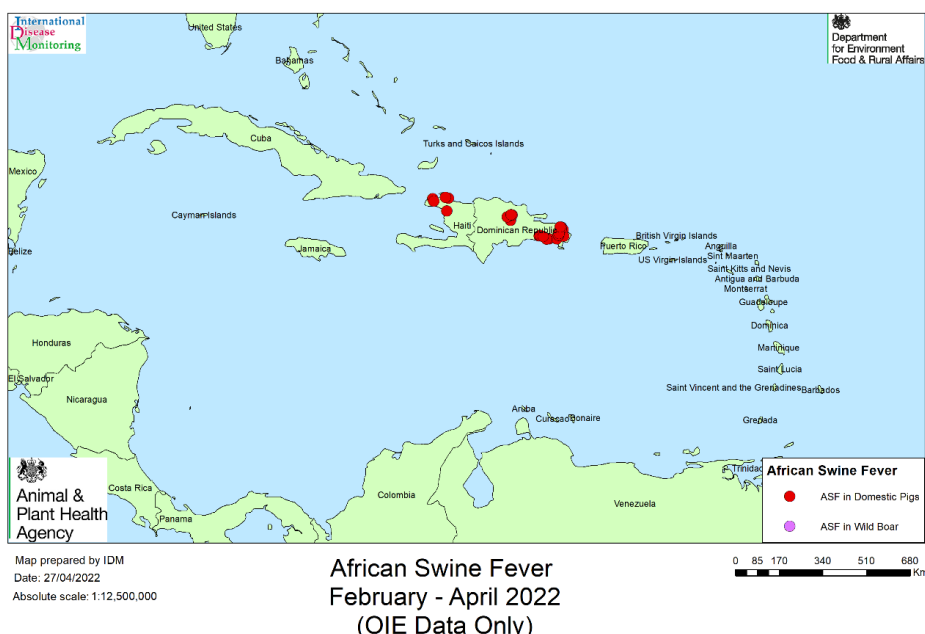 International
Disease
Monitoring
Department
for Environment
Food & Rural Affairs
United States
Bahamas
Cuba
Turks and Caicos Islands
Mexico
Cayman Islands
Haiti
Dominican Republic
Jamaica
Puerto Rico
British Virgin Islands
Belize
US Virgin Islands
Anguilla
Sint Maarten
Saint Kitts and Nevis
Antigua and Barbuda
Montserrat
Guadeloupe
Dominica
Honduras
Martinique
El Salvador
Saint Lucia
Nicaragua
Saint Vincent and the Grenadines
Barbados
Aruba
Curacao
Bonaire
Grenada
Trinidad
Costa Rica
Panama
Colombia
Venezuela
Animal &
Plant Health
Agency
African Swine Fever
ASF in Domestic Pigs
ASF in Wild Boar
Map prepared by IDM
Date: 27/04/2022
Absolute scale: 1:12,500,000
African Swine Fever
February - April 2022
(OIE Data Only)
0 85 170 340 510 680
Km